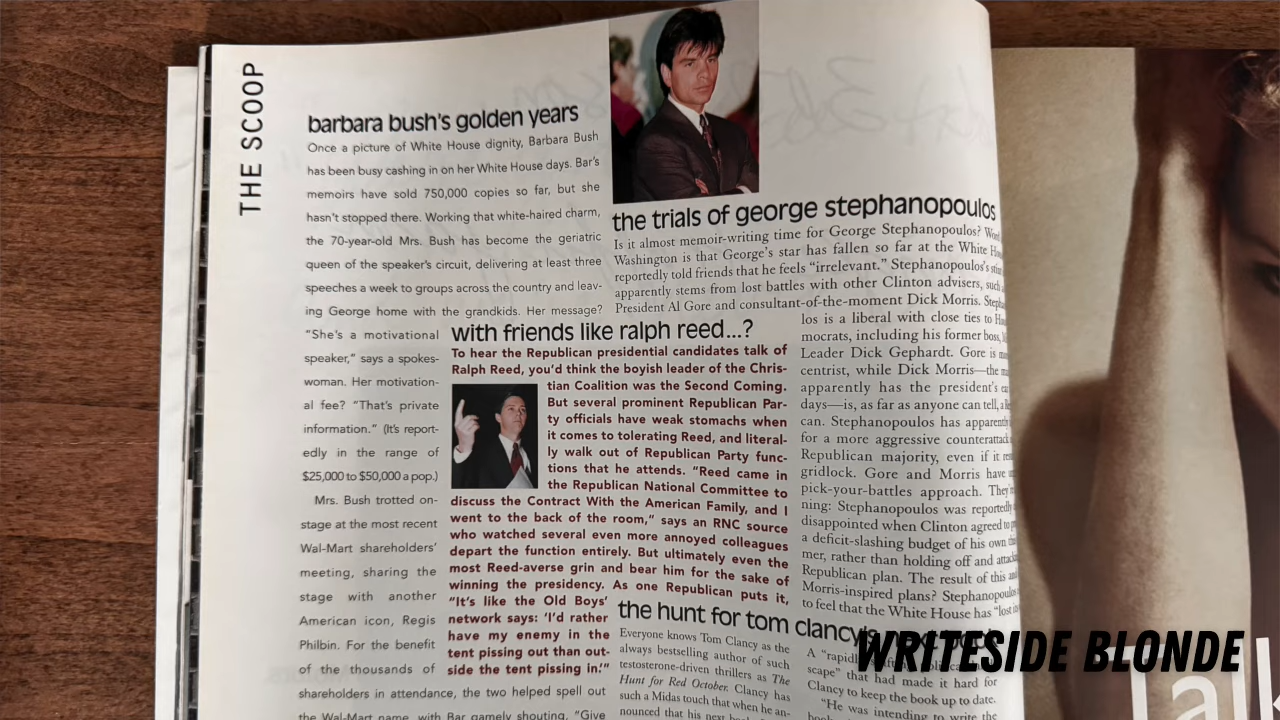 THE SCOOP
barbara bush's golden years
Once a picture of White House dignity, Barbara Bush
has been busy cashing in on her White House days. Bar's
memoirs have sold 750,000 copies so far, but she
hasn't stopped there. Working that white-haired charm,
the 70-year-old Mrs. Bush has become the geriatric
queen of the speaker's circuit, delivering at least three
speeches a week to groups across the country and leav-
ing George home with the grandkids. Her message?
"She's a motivational
speaker," says a spokes-
woman. Her motivation-
al fee? "That's private
information." (It's report-
edly in the range of
$25,000 to $50,000 a pop.)
Mrs. Bush trotted on-
stage at the most recent
Wal-Mart shareholders'
meeting, sharing the
stage with another
American icon, Regis
Philbin. For the benefit
of the thousands of
shareholders in attendance, the two helped spell out
the Wal-Mart name, with Bar gamely shouting, "Give
with friends like ralph reed...?
To hear the Republican presidential candidates talk of
Ralph Reed, you'd think the boyish leader of the Chris-
tian Coalition was the Second Coming.
But several prominent Republican Par-
ty officials have weak stomachs when
it comes to tolerating Reed, and literal-
ly walk out of Republican Party func-
tions that he attends. "Reed came in
the Republican National Committee to
discuss the Contract With the American Family, and I
went to the back of the room," says an RNC source
who watched several even more annoyed colleagues
depart the function entirely. But ultimately even the
most Reed-averse grin and bear him for the sake of
winning the presidency. As one Republican puts it,
"It's like the Old Boys'
network says: 'I'd rather
have my enemy in the
tent pissing out than out-
side the tent pissing in.'"
the trials of george stephanopoulos
Is it almost memoir-writing time for George Stephanopoulos?
Washington is that George's star has fallen so far at the White
reportedly told friends that he feels "irrelevant." Stephanopoulos's
apparently stems from lost battles with other Clinton advisers, such
President Al Gore and consultant-of-the-moment Dick Morris.
los is a liberal with close ties to
mocrats, including his former boss,
Leader Dick Gephardt. Gore is
centrist, while Dick Morris—the
apparently has the president's
days—is, as far as anyone can tell, a
can. Stephanopoulos has apparently
for a more aggressive counterattack
Republican majority, even if it
gridlock. Gore and Morris have
pick-your-battles approach.
ning: Stephanopoulos was reportedly
disappointed when Clinton agreed to
a deficit-slashing budget of his own
mer, rather than holding off and
Republican plan. The result of this
Morris-inspired plans? Stephanopoulos
to feel that the White House has "lost
the hunt for tom clancy's
Everyone knows Tom Clancy as the
always bestselling author of such
testosterone-driven thrillers as The
Hunt for Red October. Clancy has
such a Midas touch that when he an-
nounced that his next
A "rapid
scape" that had made it hard for
Clancy to keep the book up to date.
"He was intending to write the
WRITESIDE BLONDE
Talk